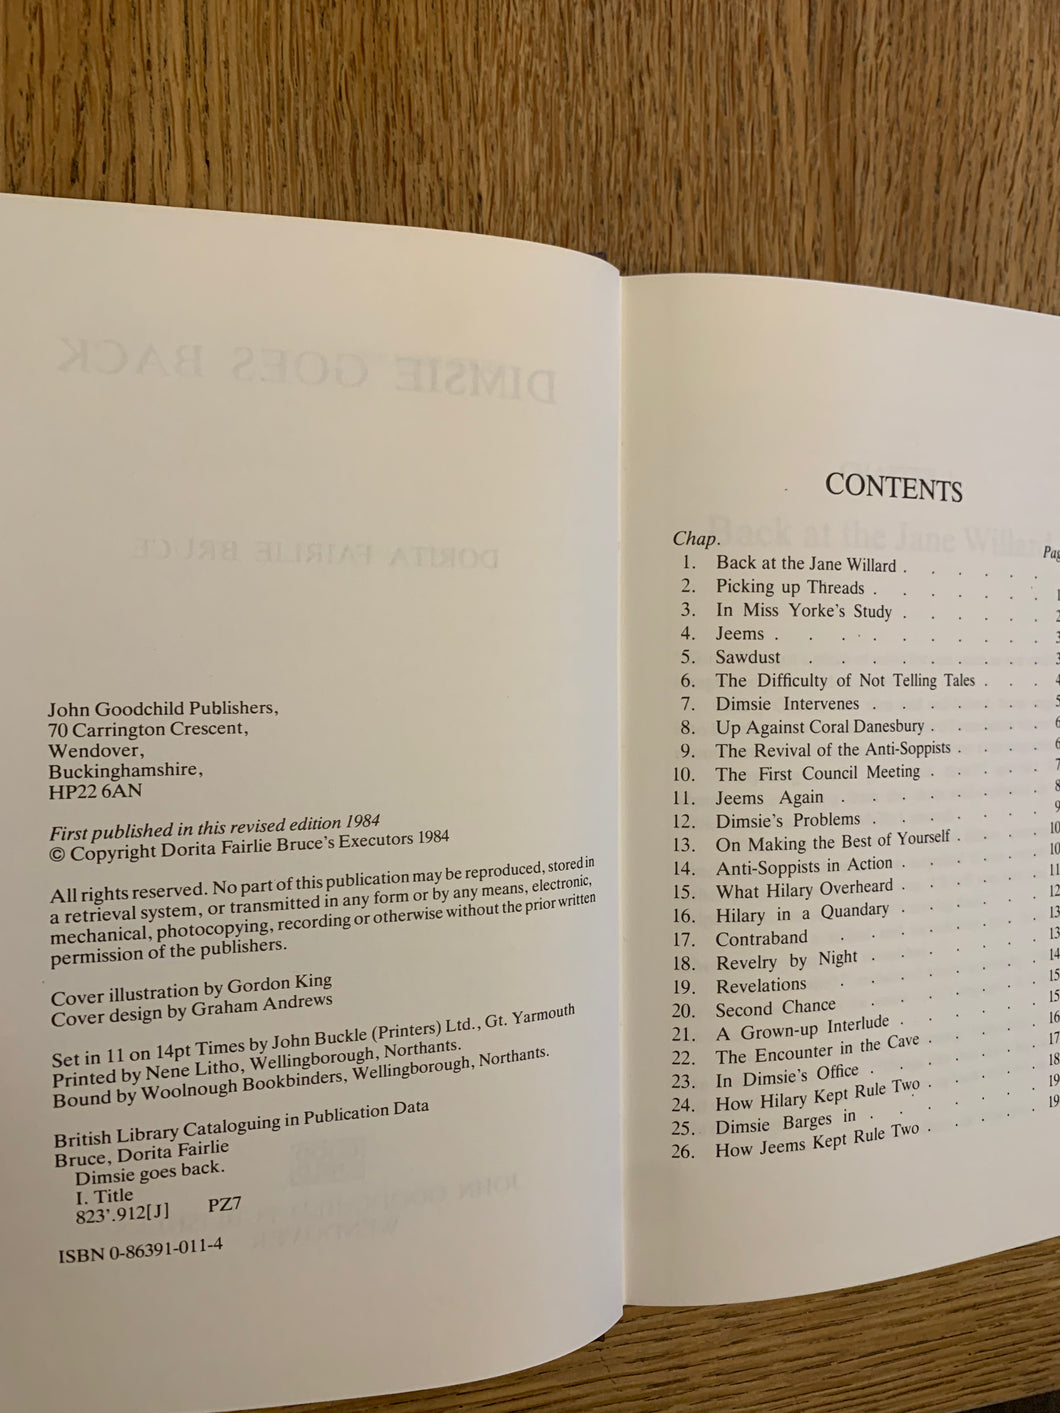 DIMSIE GOES BACK
DORITA FAIRLIE BRUCE
John Goodchild Publishers,
70 Carrington Crescent,
Wendover,
Buckinghamshire,
HP22 6AN
First published in this revised edition 1984
© Copyright Dorita Fairlie Bruce's Executors 1984
All rights reserved. No part of this publication may be reproduced, stored in
a retrieval system, or transmitted in any form or by any means, electronic,
mechanical, photocopying, recording or otherwise without the prior written
permission of the publishers.
Cover illustration by Gordon King
Cover design by Graham Andrews
Set in 11 on 14pt Times by John Buckle (Printers) Ltd., Gt. Yarmouth
Printed by Nene Litho, Wellingborough, Northants.
Bound by Woolnough Bookbinders, Wellingborough, Northants.
British Library Cataloguing in Publication Data
Bruce, Dorita Fairlie
Dimsie goes back.
I. Title
823'.912[J] PZ7
ISBN 0-86391-011-4
CONTENTS
Chap.
1. Back at the Jane Willard . . . . .
2. Picking up Threads . . . . . . .
3. In Miss Yorke's Study . . . . . .
4. Jeems . . . . . . . . . .
5. Sawdust . . . . . . . . .
6. The Difficulty of Not Telling Tales . . .
7. Dimsie Intervenes . . . . . . .
8. Up Against Coral Danesbury . . . . .
9. The Revival of the Anti-Soppists . . . .
10. The First Council Meeting . . . . .
11. Jeems Again . . . . . . . .
12. Dimsie's Problems . . . . . . .
13. On Making the Best of Yourself . . . .
14. Anti-Soppists in Action . . . . . .
15. What Hilary Overheard . . . . . .
16. Hilary in a Quandary . . . . . .
17. Contraband . . . . . . . .
18. Revelry by Night . . . . . . .
19. Revelations . . . . . . . .
20. Second Chance . . . . . . .
21. A Grown-up Interlude . . . . . .
22. The Encounter in the Cave . . . . .
23. In Dimsie's Office . . . . . . .
24. How Hilary Kept Rule Two . . . . .
25. Dimsie Barges in . . . . . . .
26. How Jeems Kept Rule Two . . . . .